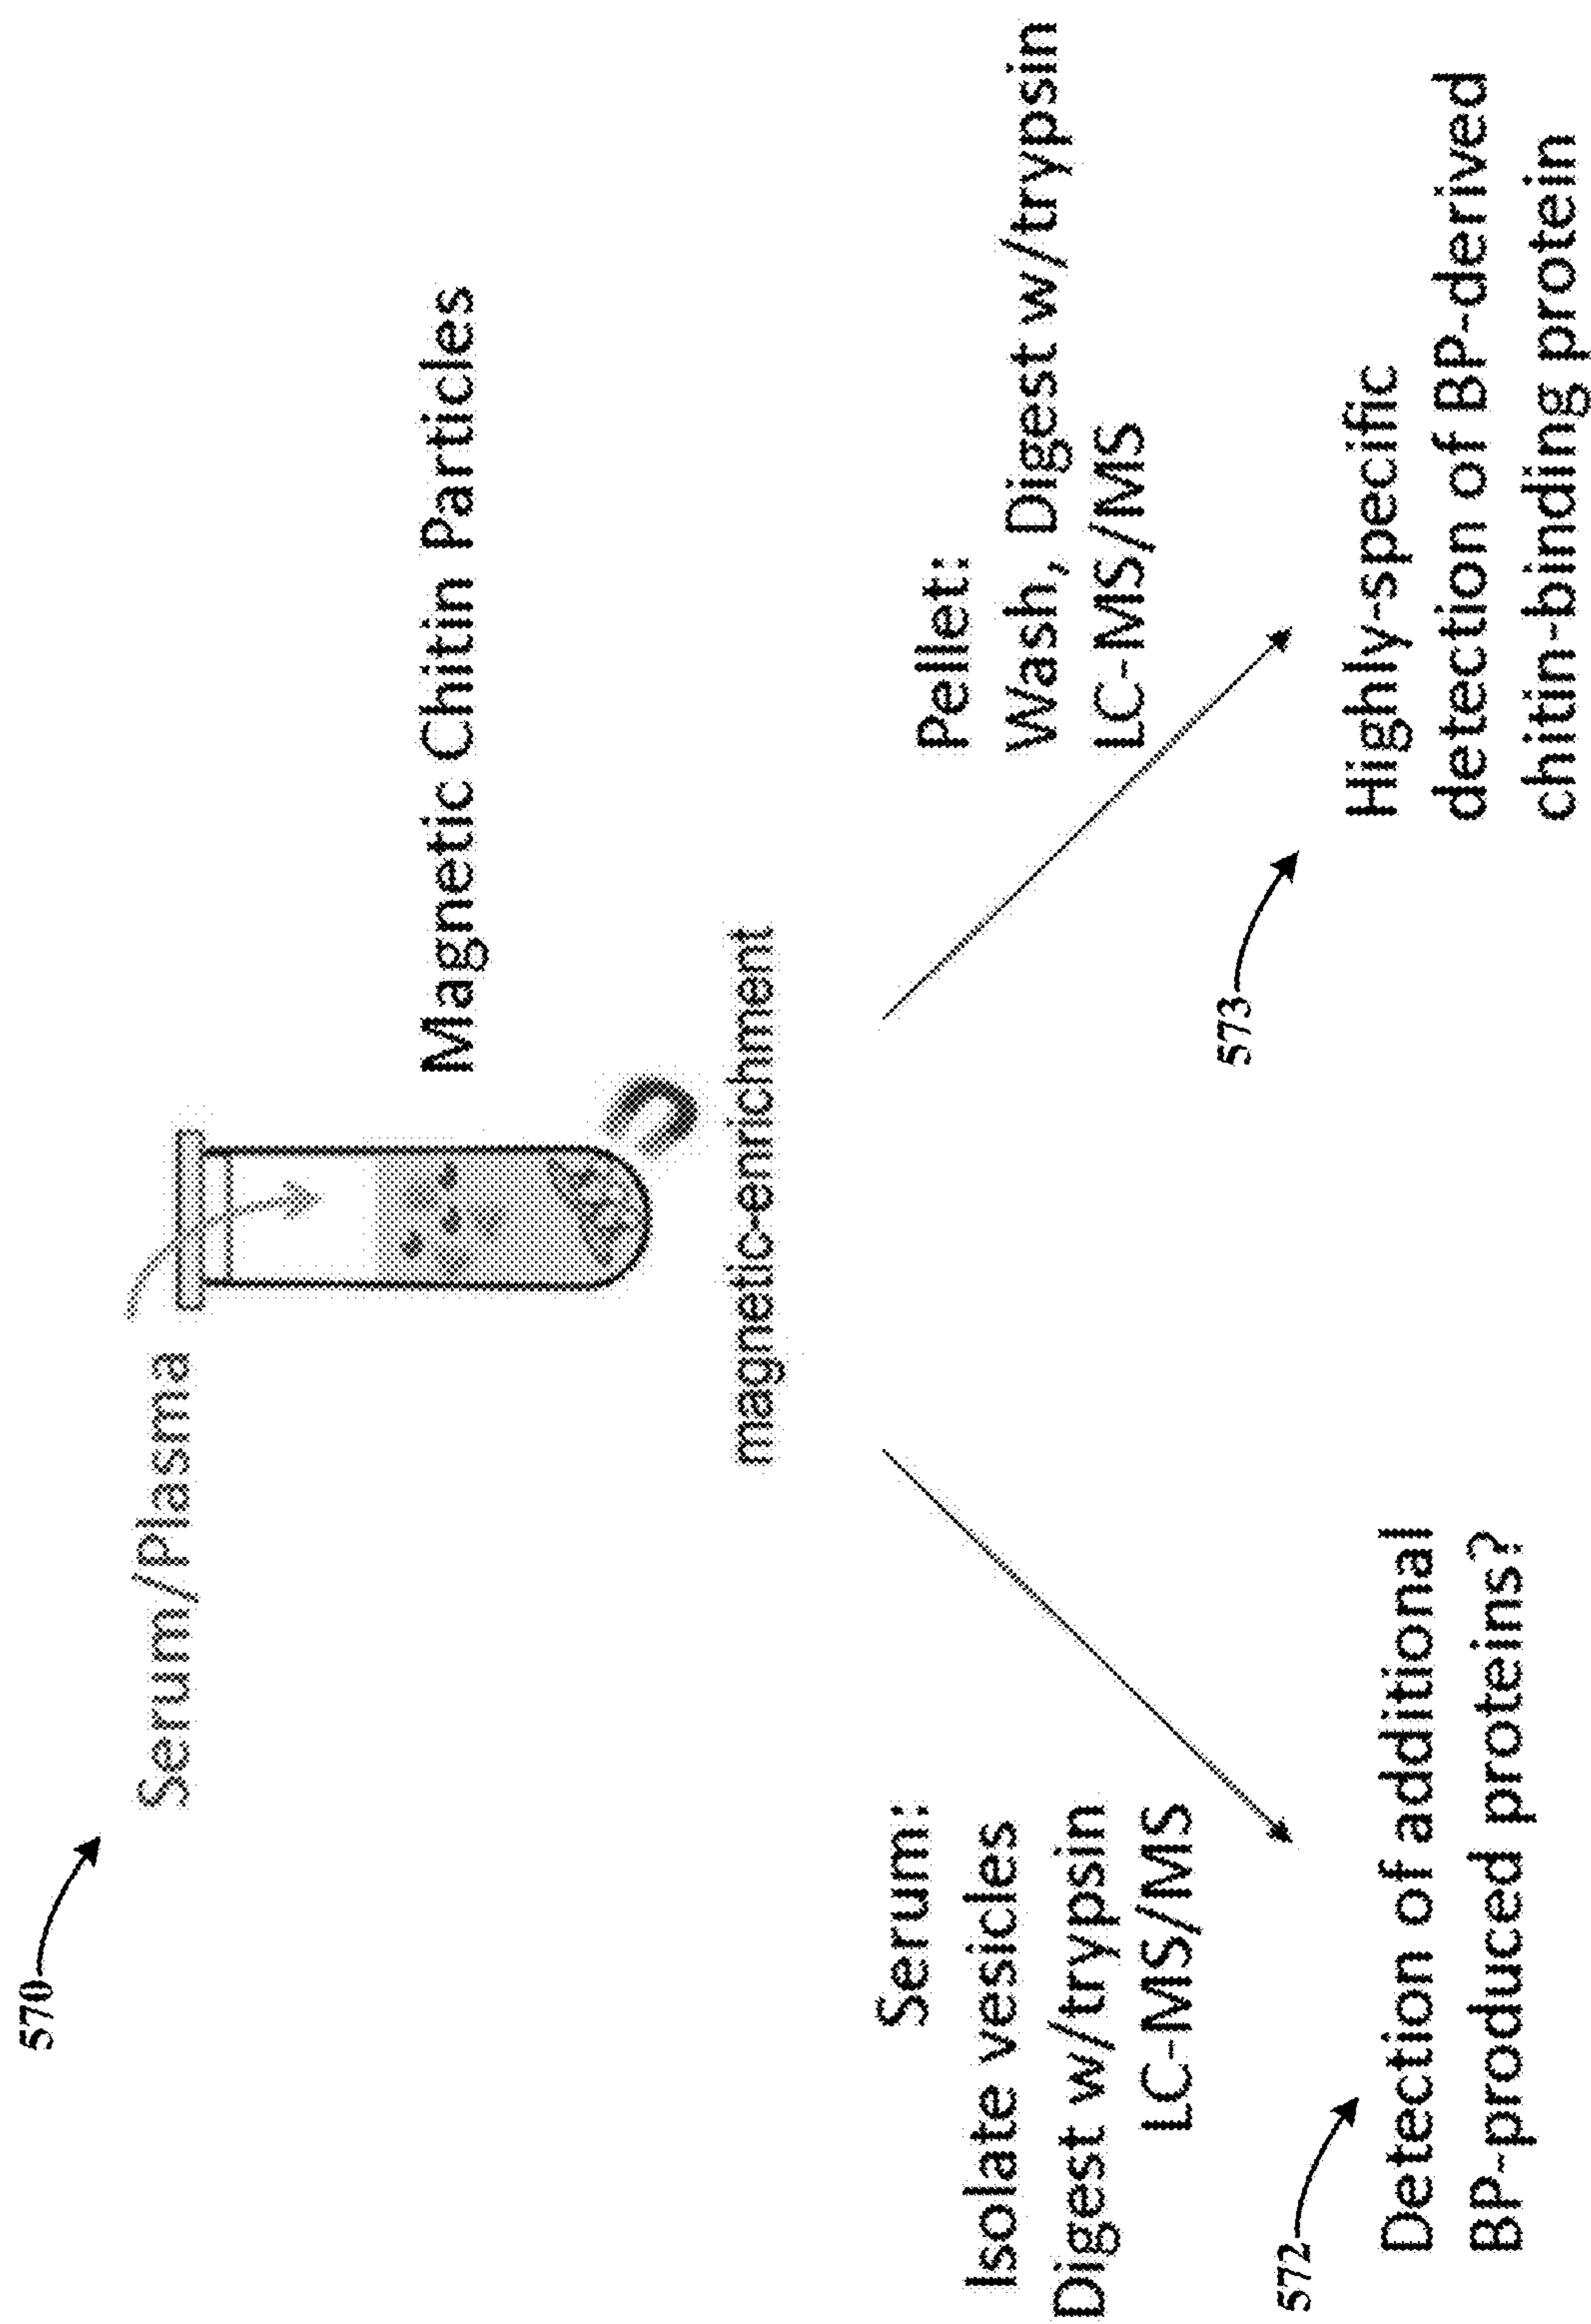 570
Serum/Plasma
Magnetic Chitin Particles
magnetic-enrichment
Serum:
Isolate vesicles
Digest w/trypsin
LC-MS/MS
Pellet:
Wash, Digest w/trypsin
LC-MS/MS
572
Detection of additional
BP-produced proteins?
573
Highly-specific
detection of BP-derived
chitin-binding protein